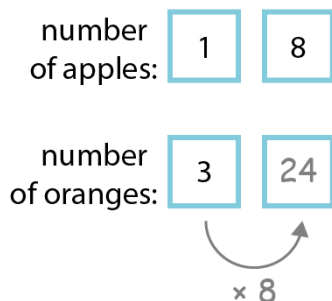 number
of apples: 1 8
number
of oranges: 3 24
× 8